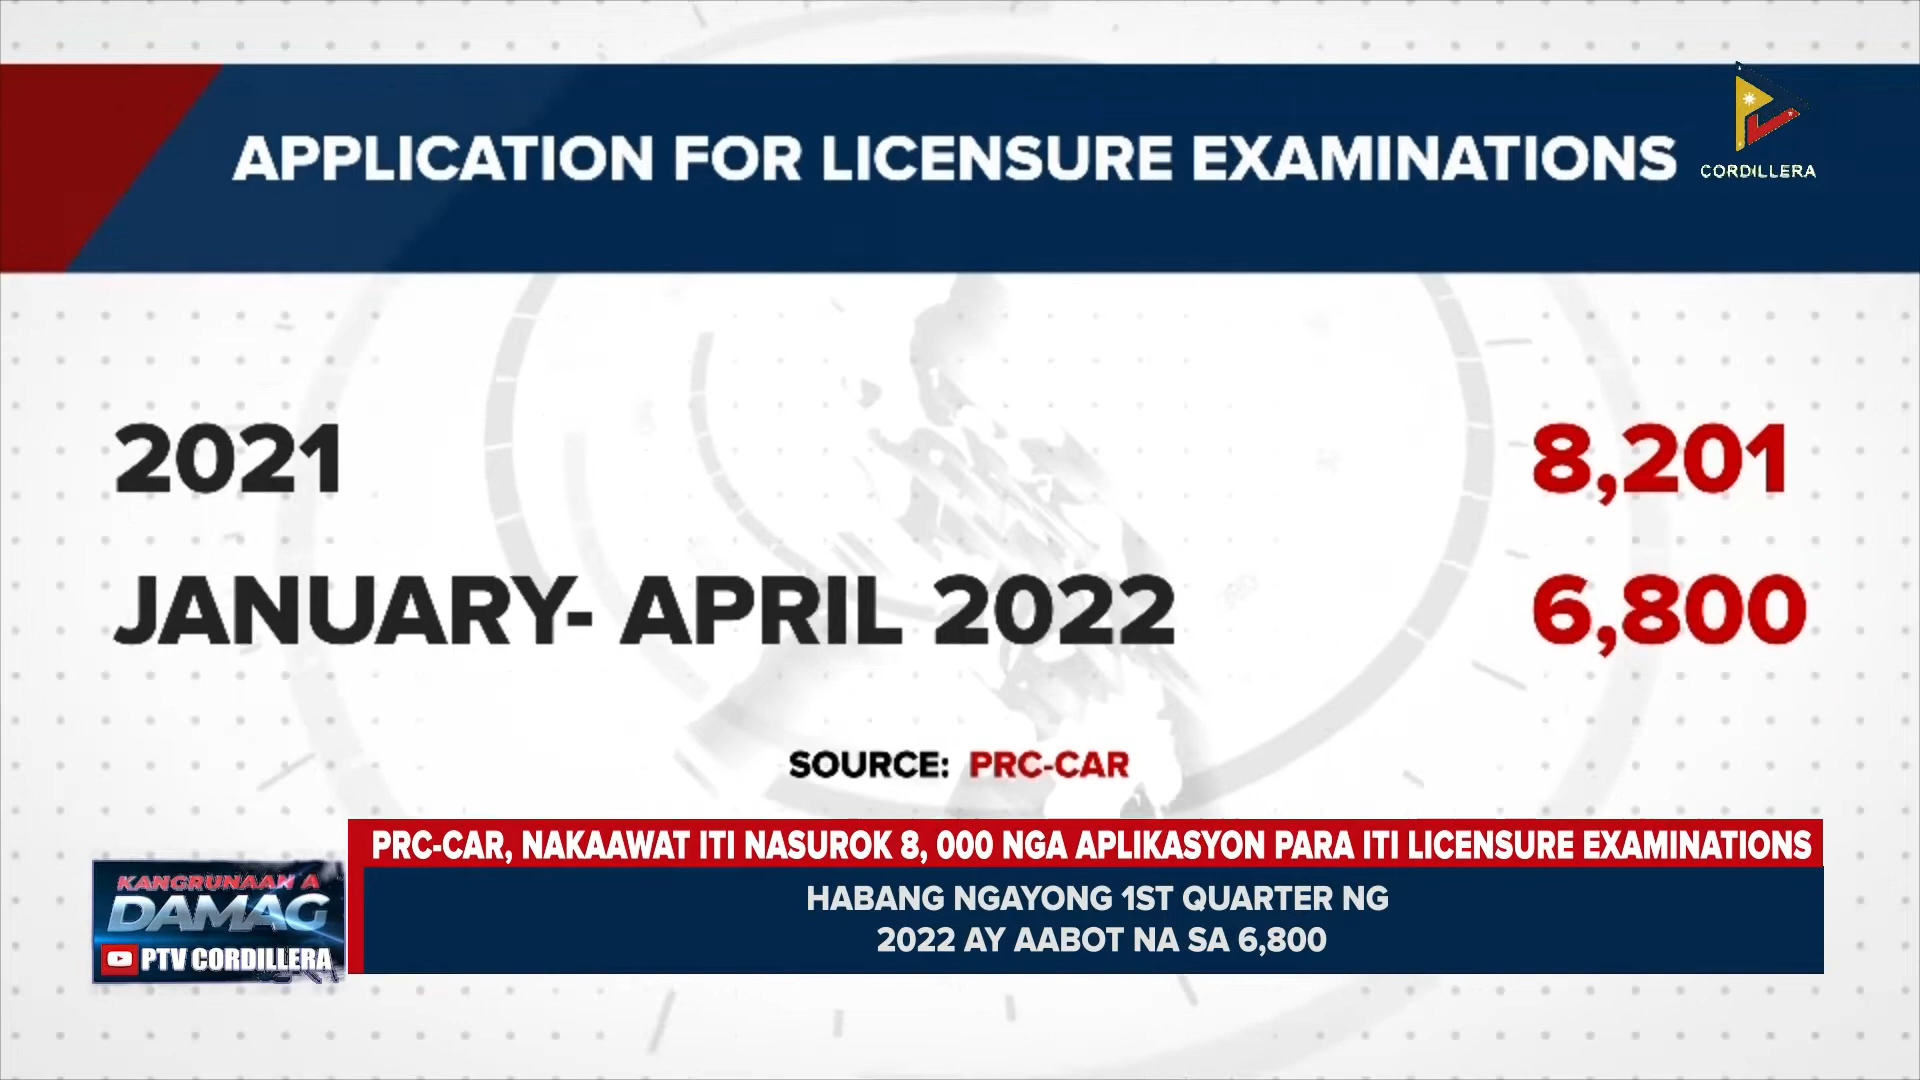 APPLICATION FOR LICENSURE EXAMINATIONS
CORDILLERA
2021 8,201
JANUARY- APRIL 2022 6,800
SOURCE: PRC-CAR
PRC-CAR, NAKAAWAT ITI NASUROK 8, 000 NGA APLIKASYON PARA ITI LICENSURE EXAMINATIONS
HABANG NGAYONG 1ST QUARTER NG
2022 AY AABOT NA SA 6,800
KANGRUNAAN A
DAMAG
PTV CORDILLERA